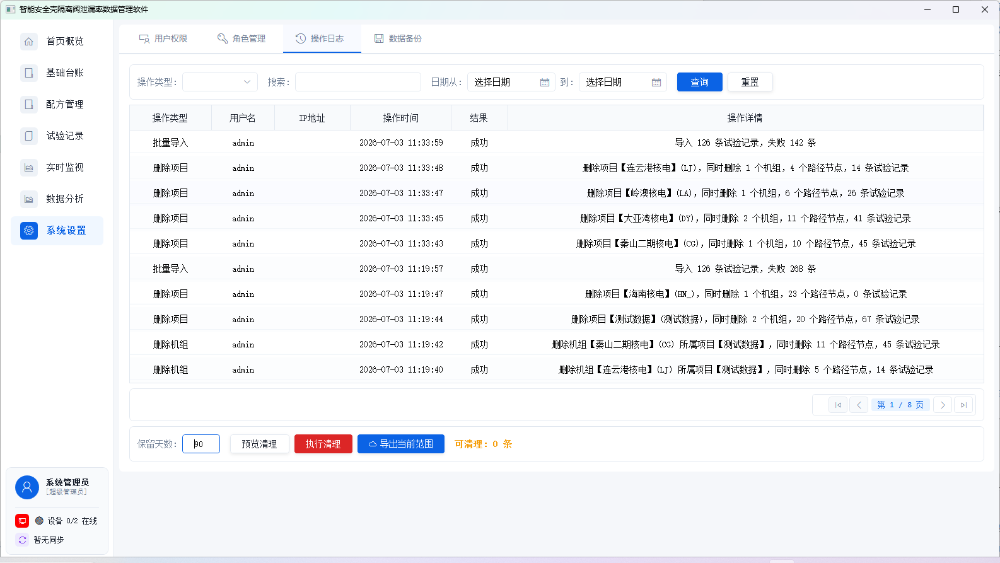 智能安全壳隔离阀泄漏率数据管理软件
首页概览
基础台账
配方管理
试验记录
实时监视
数据分析
系统设置
用户权限 角色管理 操作日志 数据备份
操作类型: 搜索: 日期从: 选择日期 到: 选择日期 查询 重置
操作类型 用户名 IP地址 操作时间 结果 操作详情
批量导入 admin 2026-07-03 11:33:59 成功 导入 126 条试验记录，失败 142 条
删除项目 admin 2026-07-03 11:33:48 成功 删除项目【连云港核电】(LJ)，同时删除 1 个机组，4 个路径节点，14 条试验记录
删除项目 admin 2026-07-03 11:33:47 成功 删除项目【岭澳核电】(LA)，同时删除 1 个机组，6 个路径节点，26 条试验记录
删除项目 admin 2026-07-03 11:33:45 成功 删除项目【大亚湾核电】(DY)，同时删除 2 个机组，11 个路径节点，41 条试验记录
删除项目 admin 2026-07-03 11:33:43 成功 删除项目【秦山二期核电】(CG)，同时删除 1 个机组，10 个路径节点，45 条试验记录
批量导入 admin 2026-07-03 11:19:57 成功 导入 126 条试验记录，失败 268 条
删除项目 admin 2026-07-03 11:19:47 成功 删除项目【海南核电】(HN_)，同时删除 1 个机组，23 个路径节点，0 条试验记录
删除项目 admin 2026-07-03 11:19:44 成功 删除项目【测试数据】(测试数据)，同时删除 2 个机组，20 个路径节点，67 条试验记录
删除机组 admin 2026-07-03 11:19:42 成功 删除机组【秦山二期核电】(CG) 所属项目【测试数据】，同时删除 11 个路径节点，45 条试验记录
删除机组 admin 2026-07-03 11:19:40 成功 删除机组【连云港核电】(LJ) 所属项目【测试数据】，同时删除 5 个路径节点，14 条试验记录
第 1 / 8 页
保留天数: 90 预览清理 执行清理 导出当前范围 可清理: 0 条
系统管理员
[超级管理员]
设备 0/2 在线
暂无同步